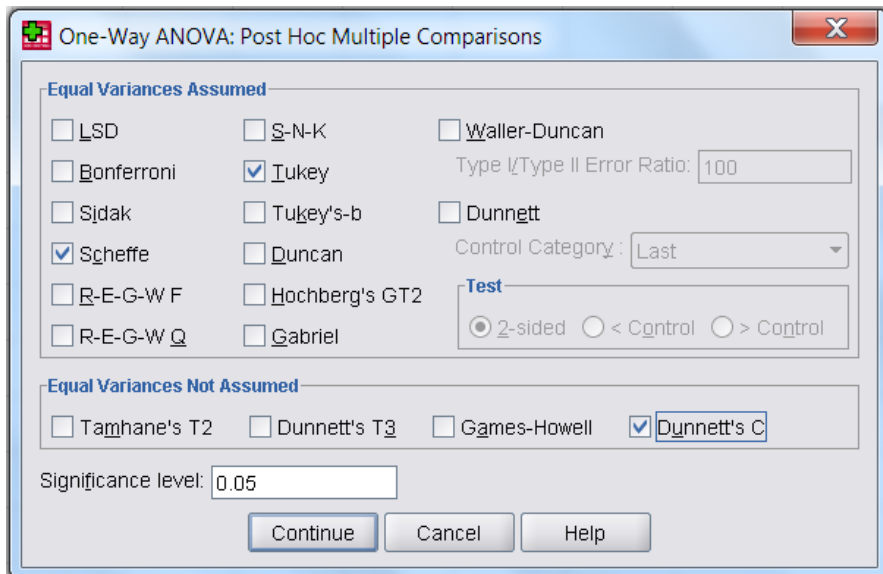 One-Way ANOVA: Post Hoc Multiple Comparisons
Equal Variances Assumed
LSD S-N-K Waller-Duncan
Bonferroni Tukey Type I/Type II Error Ratio: 100
Sidak Tukey's-b Dunnett
Scheffe Duncan Control Category : Last
R-E-G-W F Hochberg's GT2 Test
R-E-G-W Q Gabriel 2-sided < Control > Control
Equal Variances Not Assumed
Tamhane's T2 Dunnett's T3 Games-Howell Dunnett's C
Significance level: 0.05
Continue Cancel Help